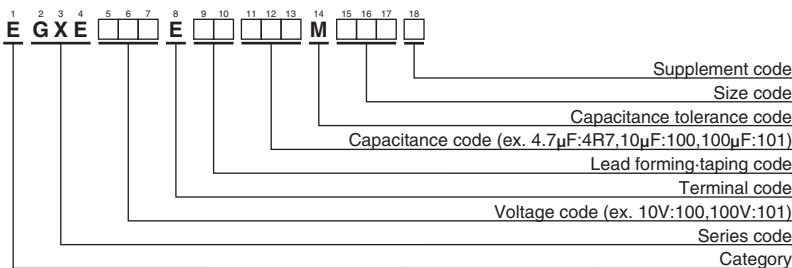 1 2 3 4 5 6 7 8 9 10 11 12 13 14 15 16 17 18
E G X E E M
Supplement code
Size code
Capacitance tolerance code
Capacitance code (ex. 4.7μF:4R7,10μF:100,100μF:101)
Lead forming·taping code
Terminal code
Voltage code (ex. 10V:100,100V:101)
Series code
Category